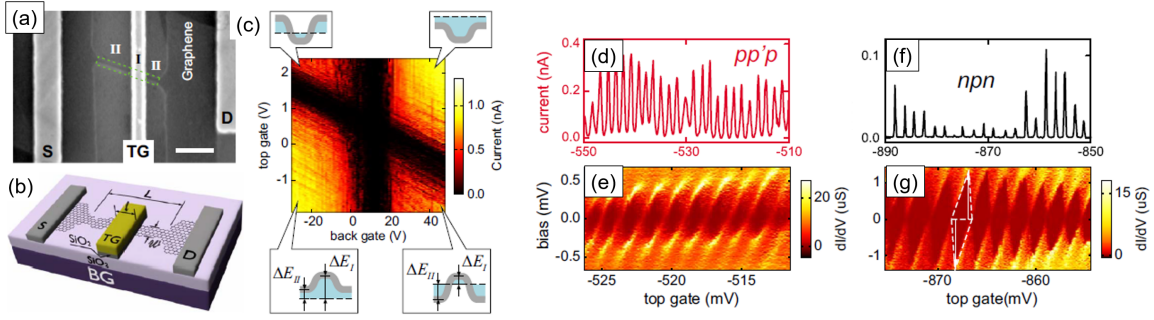 (a)
II
I
II
Graphene
S
TG
D
(b)
L
S
TG
W
D
SiO₂
SiO₂
BG
(c)
top gate (V)
2
1
0
-1
-20
0
20
40
back gate (V)
1.0
0.5
0.0
Current (nA)
ΔE_II
ΔE_I
ΔE_II
ΔE_I
(d)
pp'p
current (nA)
0.4
0.2
0.0
-550
-530
-510
(e)
bias (mV)
0.5
0.0
-0.5
-525
-520
-515
top gate (mV)
20
0
dI/dV (uS)
(f)
npn
0.1
0.0
-890
-870
-850
(g)
1
0
-1
-870
-860
top gate(mV)
15
0
dI/dV (uS)